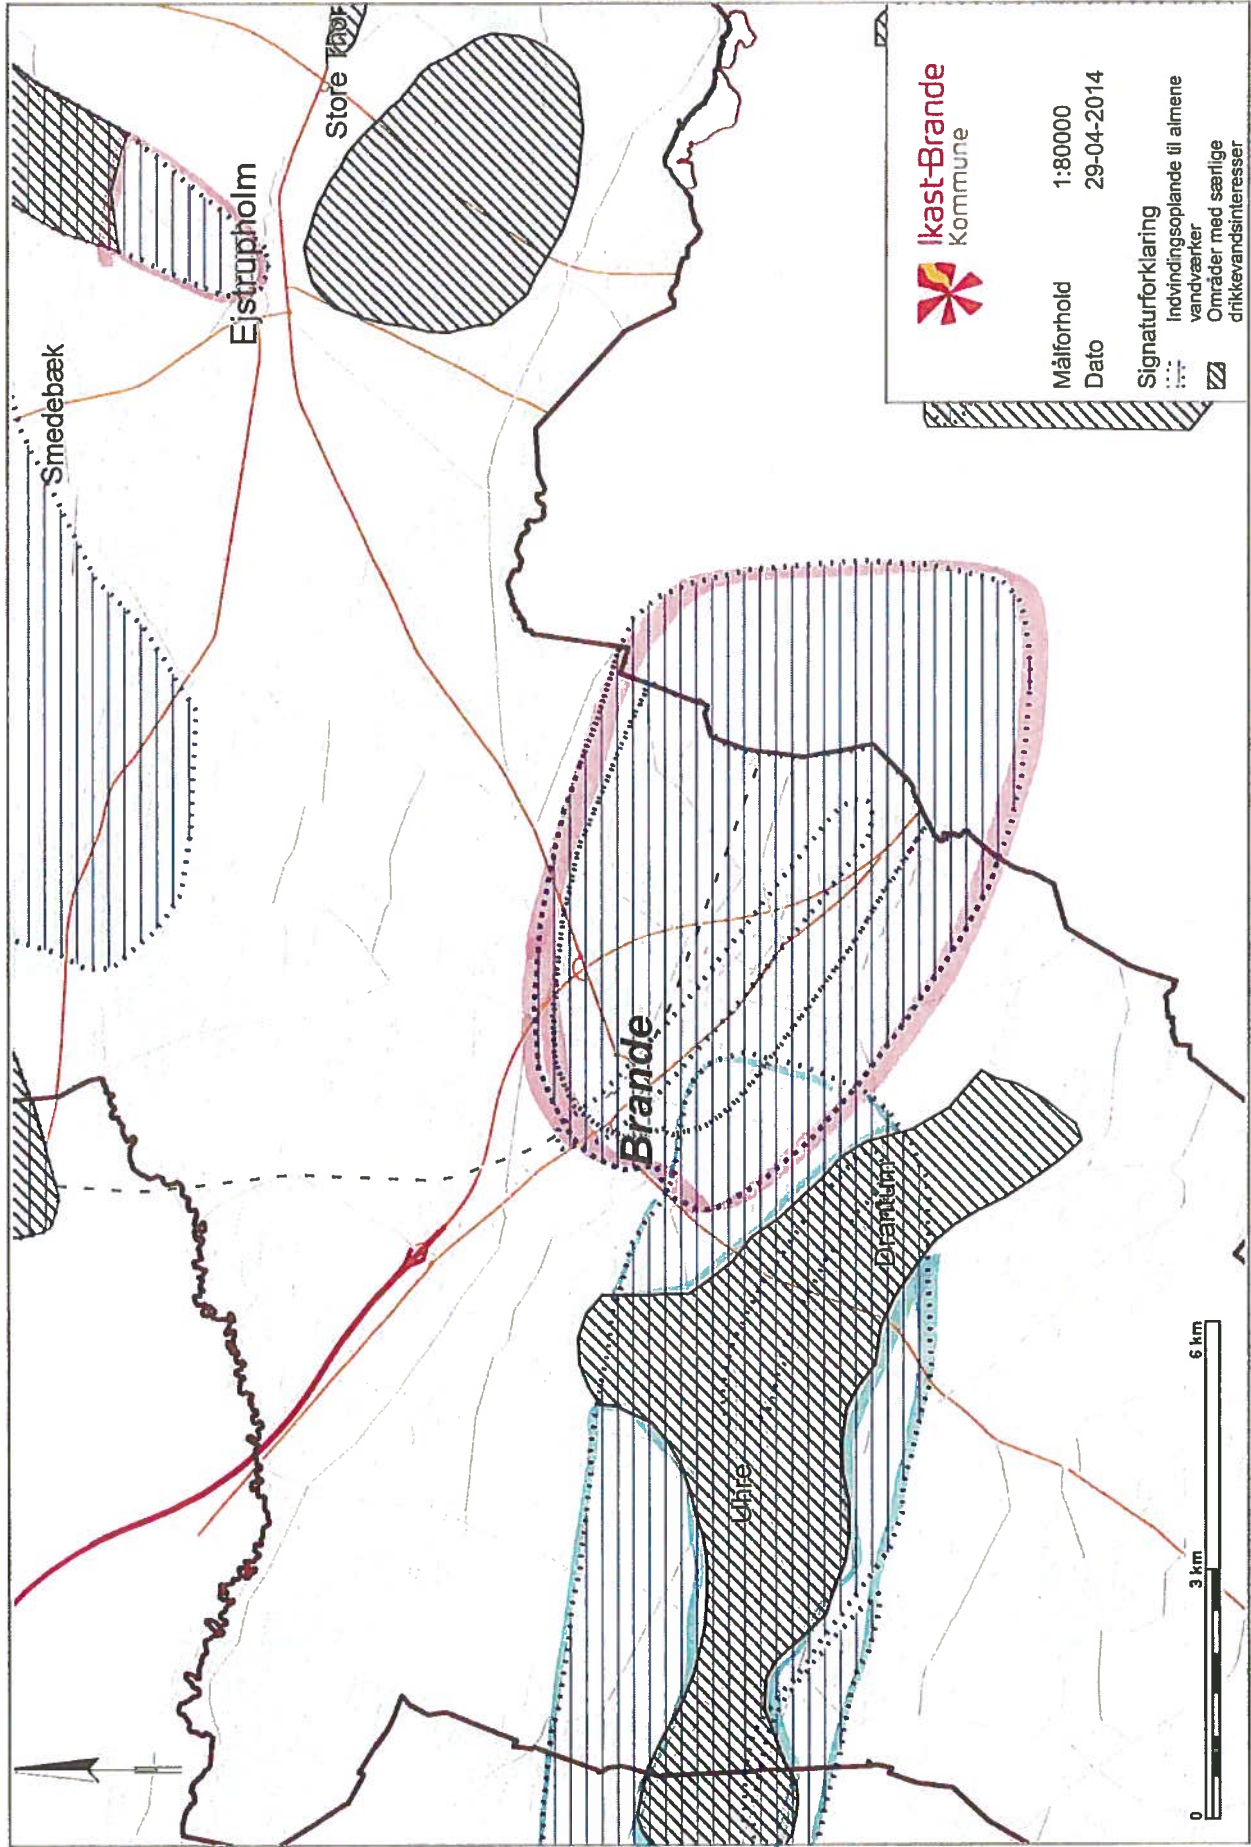 Smedebæk
Ejstrupholm
Store Thor
Brande
Drantum
Uhre
0
3 km
6 km
Ikast-Brande
Kommune
Målforhold 1:80000
Dato 29-04-2014
Signaturforklaring
Indvindingsoplande til almene
vandværker
Områder med særlige
drikkevandsinteresser